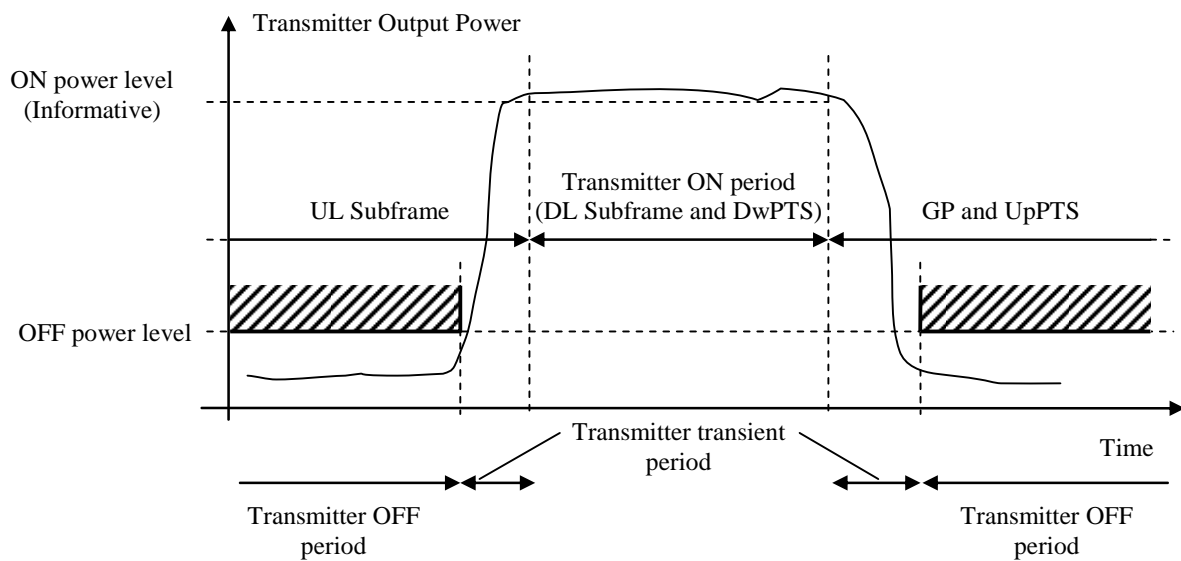 Transmitter Output Power
ON power level
(Informative)
Transmitter ON period
(DL Subframe and DwPTS)
UL Subframe
GP and UpPTS
OFF power level
Transmitter transient
period
Time
Transmitter OFF
period
Transmitter OFF
period